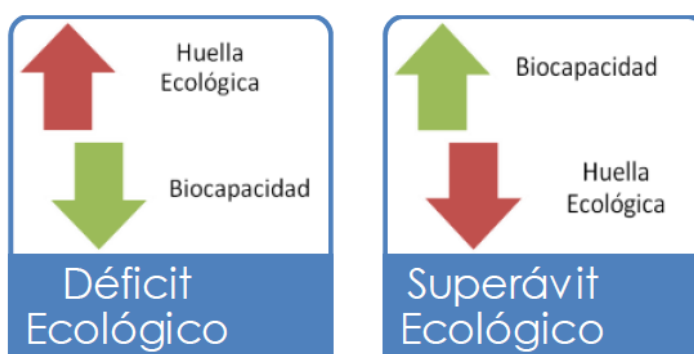 Huella
Ecológica
Biocapacidad
Déficit
Ecológico
Biocapacidad
Huella
Ecológica
Superávit
Ecológico